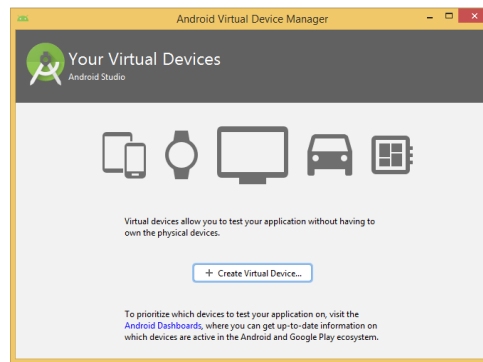 Android Virtual Device Manager
Your Virtual Devices
Android Studio
Virtual devices allow you to test your application without having to
own the physical devices.
+ Create Virtual Device...
To prioritize which devices to test your application on, visit the
Android Dashboards, where you can get up-to-date information on
which devices are active in the Android and Google Play ecosystem.